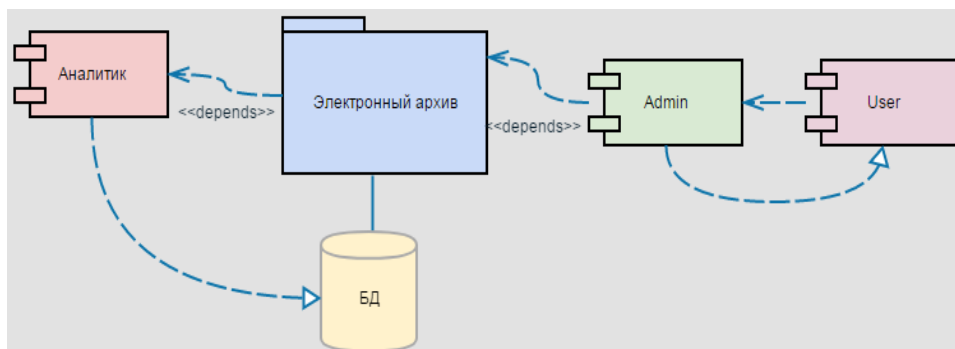 Аналитик
<<depends>>
Электронный архив
<<depends>>
Admin
User
БД